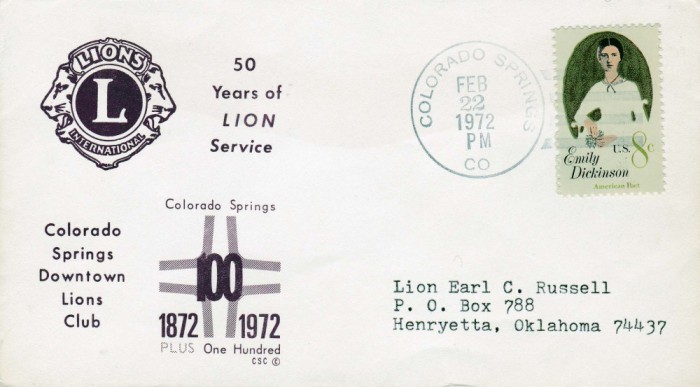 LIONS
L
INTERNATIONAL
50
Years of
LION
Service
COLORADO SPRINGS
FEB
22
1972
PM
CO
U.S. 8c
Emily
Dickinson
American Poet
Colorado
Springs
Downtown
Lions
Club
Colorado Springs
100
1872 1972
PLUS One Hundred
CSC ©
Lion Earl C. Russell
P. O. Box 788
Henryetta, Oklahoma 74437